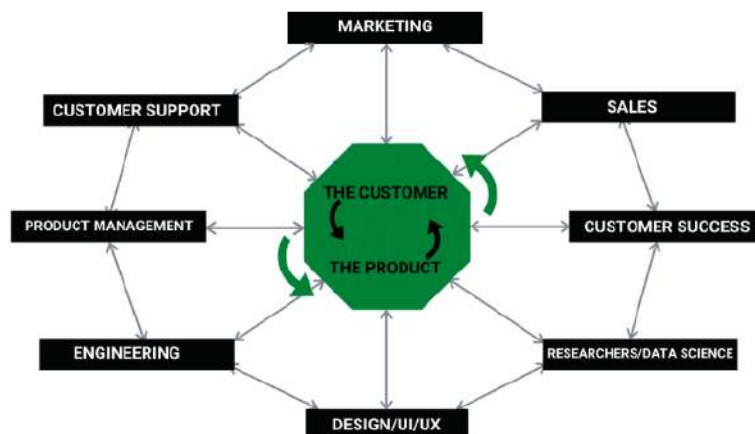 MARKETING
CUSTOMER SUPPORT
SALES
THE CUSTOMER
PRODUCT MANAGEMENT
CUSTOMER SUCCESS
THE PRODUCT
ENGINEERING
RESEARCHERS/DATA SCIENCE
DESIGN/UI/UX